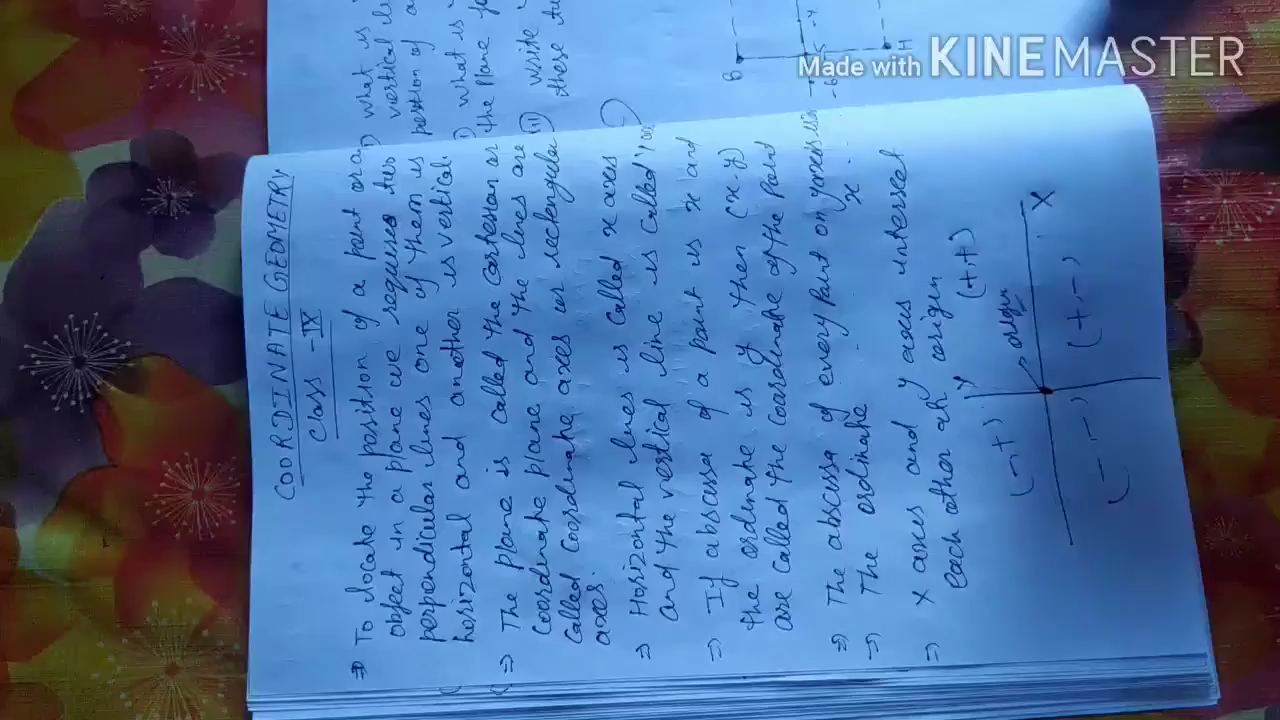 COORDINATE GEOMETRY
Class - IX
⇒ To locate the position of a point or an
object in a plane we required two
perpendicular lines one of them is
horizontal and another is vertical.
⇒ The plane is called the cartesian or
Coordinate plane and the lines are
Called Coordinate axes or rectangular
axes.
⇒ Horizontal lines is called x axes
and the vertical line is called
⇒ If abscissa of a point is x and
the ordinate is y then (x, y)
are called the coordinate of the Point
⇒ The abscissa of every Point on y axes
⇒ The ordinate x
⇒ X axes and y axes intersect
each other at origin
Y
(-,+) origin (+,+)
X
(-,-) (+,-)
i) what is
vertical
position of
i) what is
the plane
(ii)
write
these
B
-6 -5
H
Made with KINEMASTER